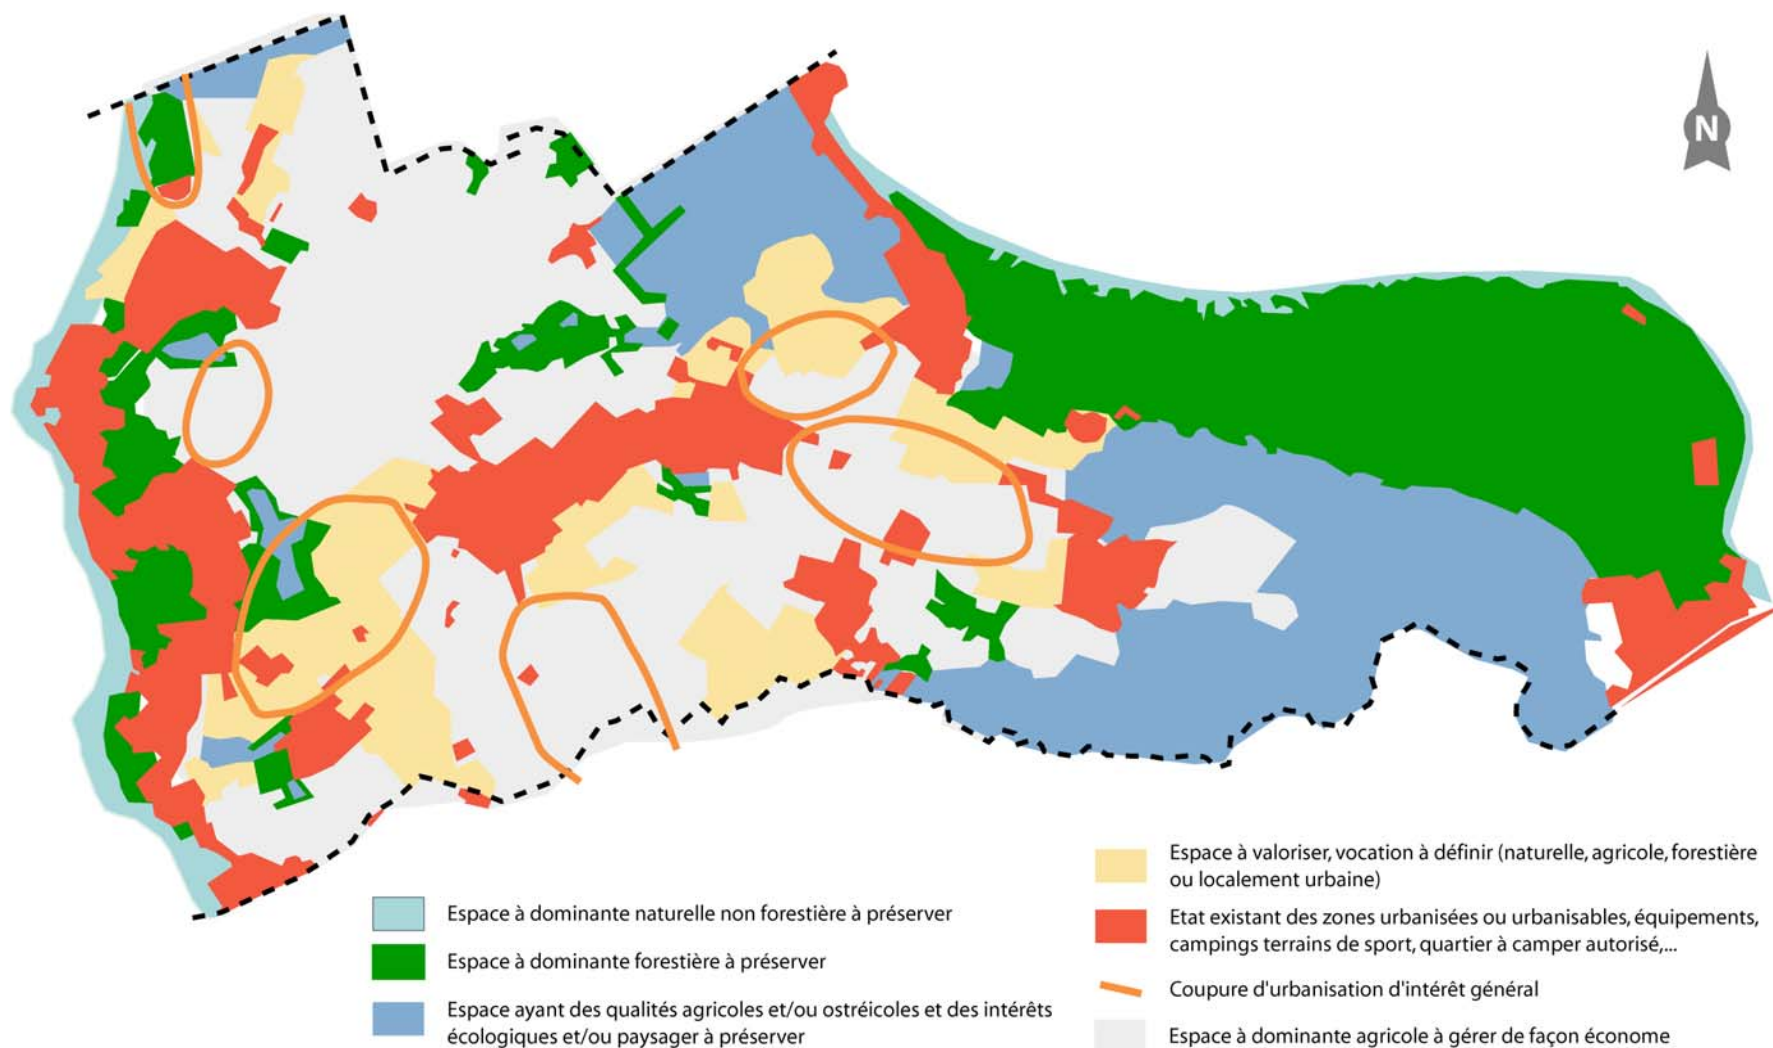 N
Espace à dominante naturelle non forestière à préserver
Espace à dominante forestière à préserver
Espace ayant des qualités agricoles et/ou ostréicoles et des intérêts
écologiques et/ou paysager à préserver
Espace à valoriser, vocation à définir (naturelle, agricole, forestière
ou localement urbaine)
Etat existant des zones urbanisées ou urbanisables, équipements,
campings terrains de sport, quartier à camper autorisé,...
Coupure d'urbanisation d'intérêt général
Espace à dominante agricole à gérer de façon économe